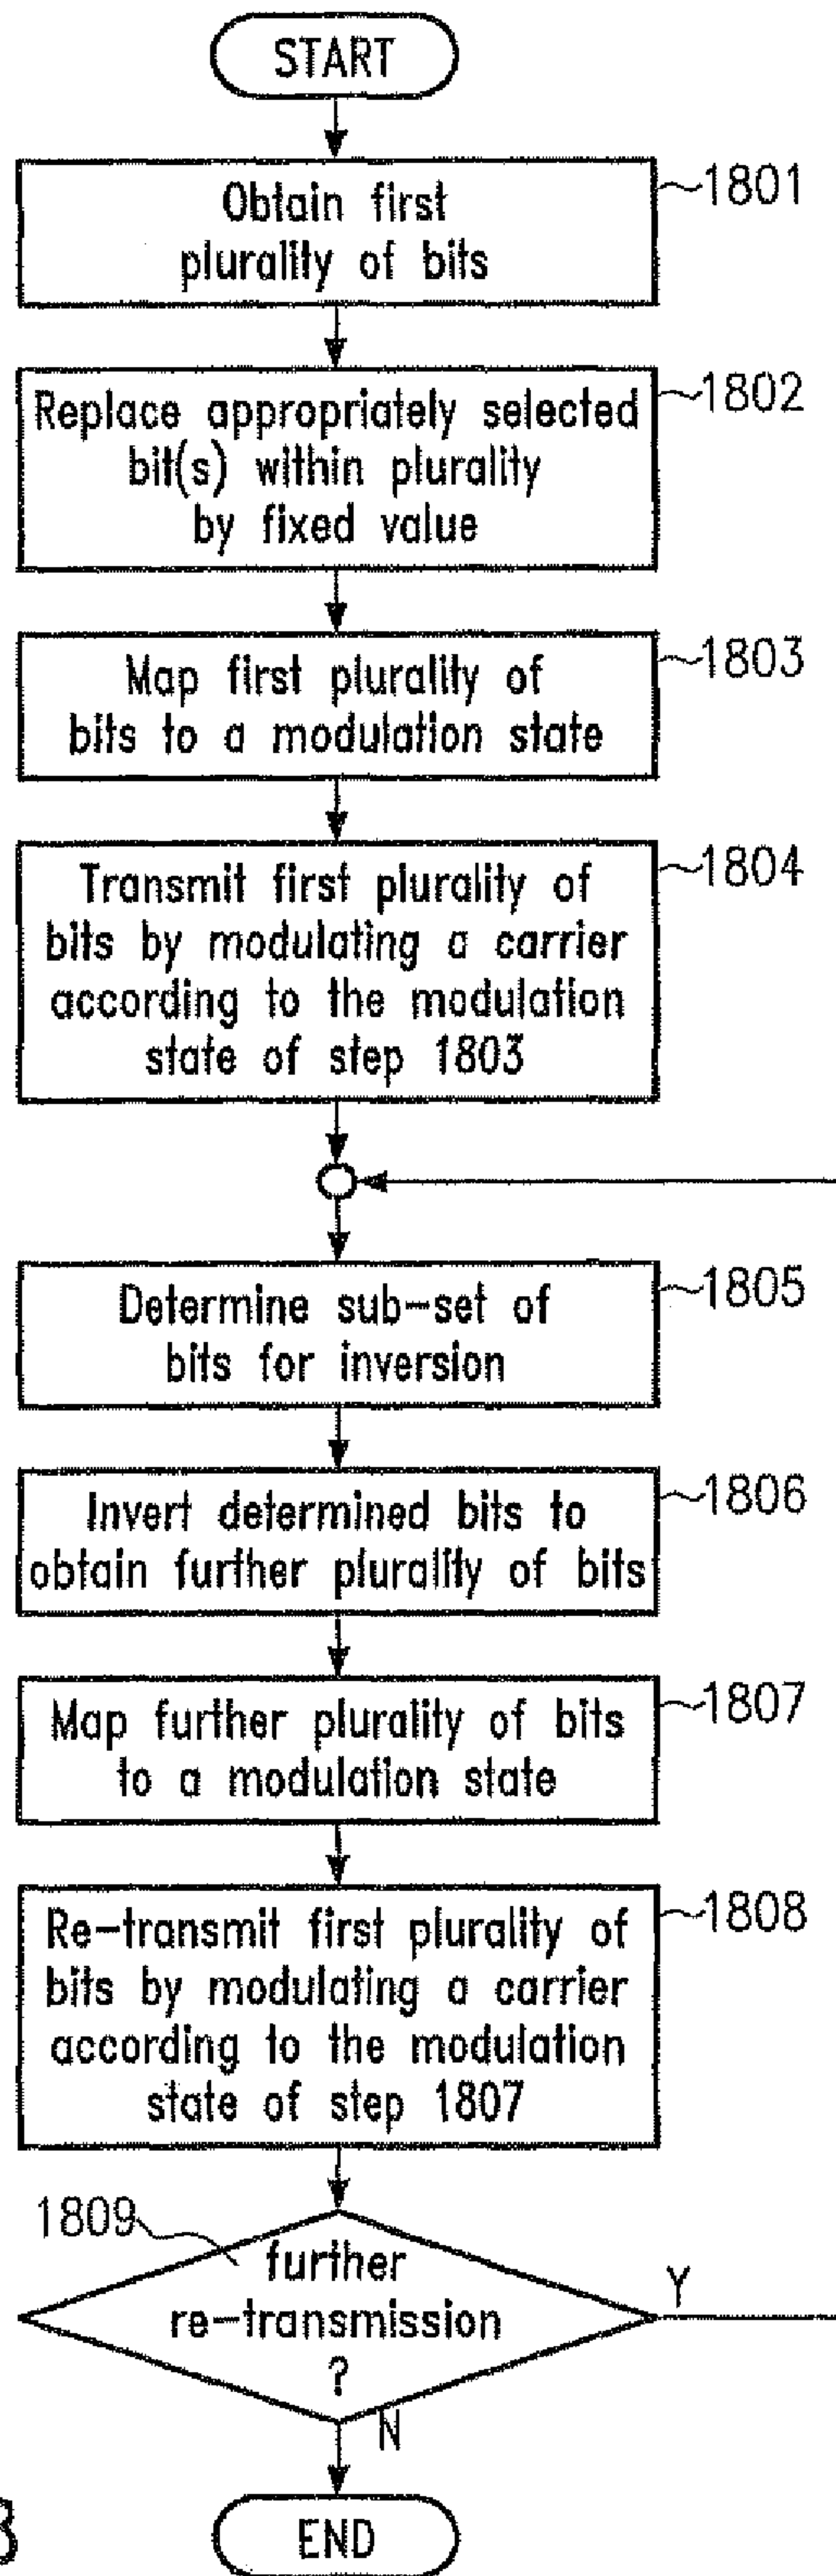 START
Obtain first
plurality of bits
1801
Replace appropriately selected
bit(s) within plurality
by fixed value
1802
Map first plurality of
bits to a modulation state
1803
Transmit first plurality of
bits by modulating a carrier
according to the modulation
state of step 1803
1804
Determine sub-set of
bits for inversion
1805
Invert determined bits to
obtain further plurality of bits
1806
Map further plurality of bits
to a modulation state
1807
Re-transmit first plurality of
bits by modulating a carrier
according to the modulation
state of step 1807
1808
1809
further
re-transmission
?
Y
N
END